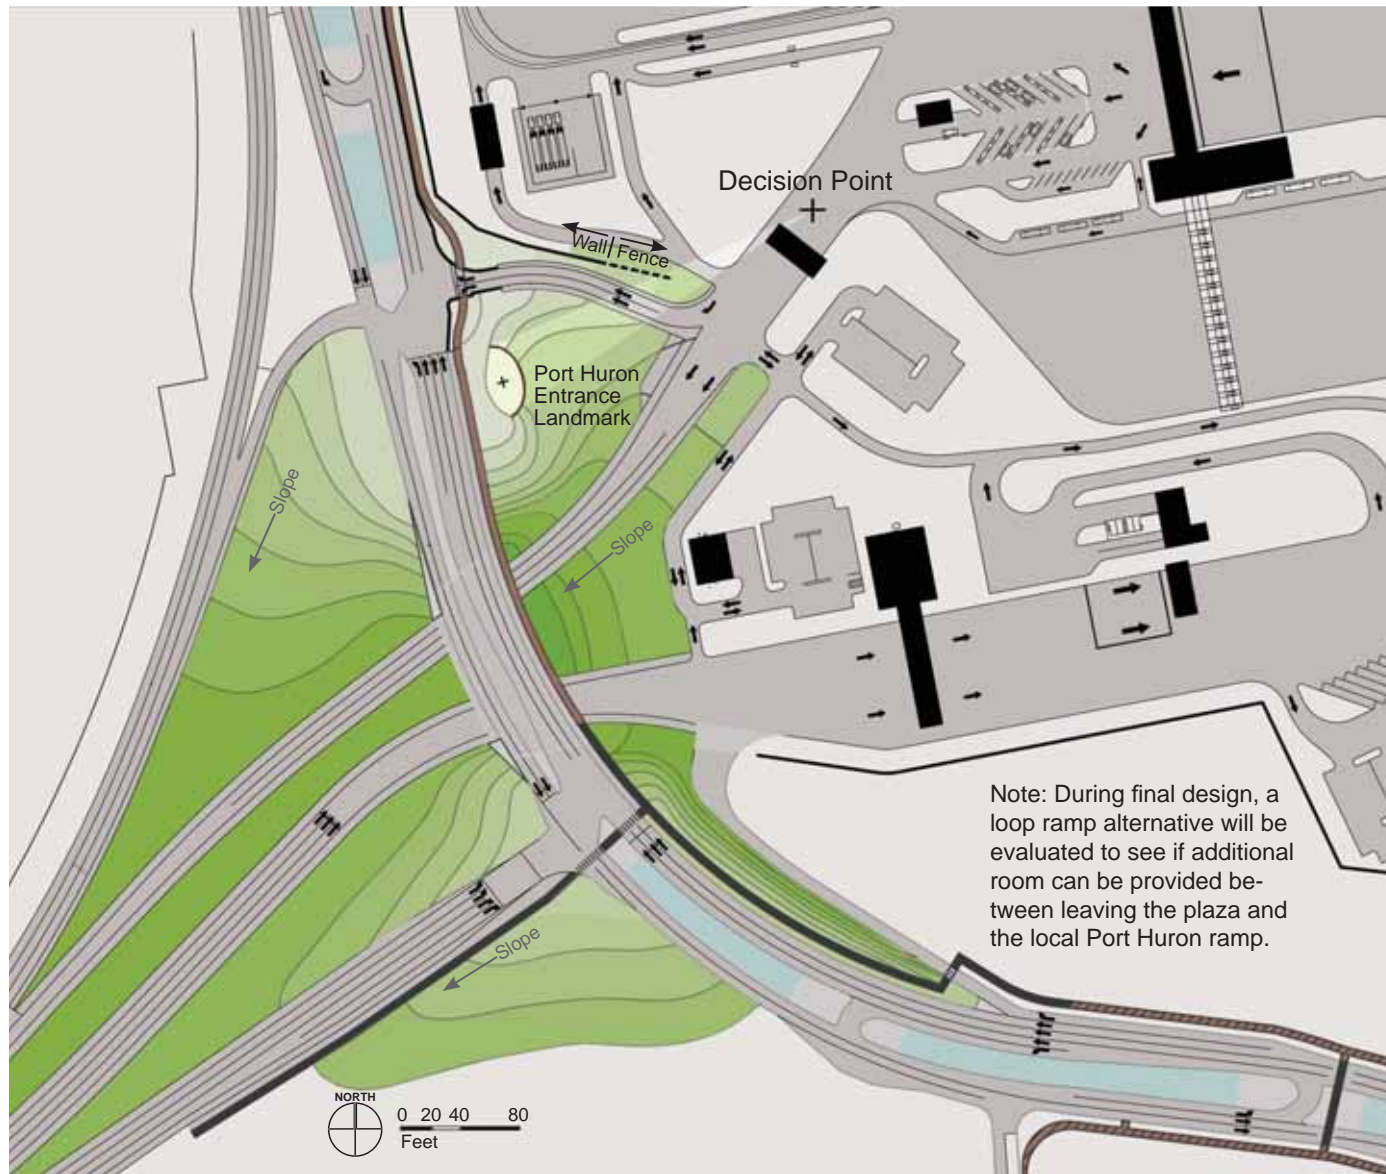 Decision Point
Wall | Fence
Port Huron
Entrance
Landmark
Slope
Slope
Note: During final design, a
loop ramp alternative will be
evaluated to see if additional
room can be provided be-
tween leaving the plaza and
the local Port Huron ramp.
Slope
NORTH
0 20 40 80
Feet